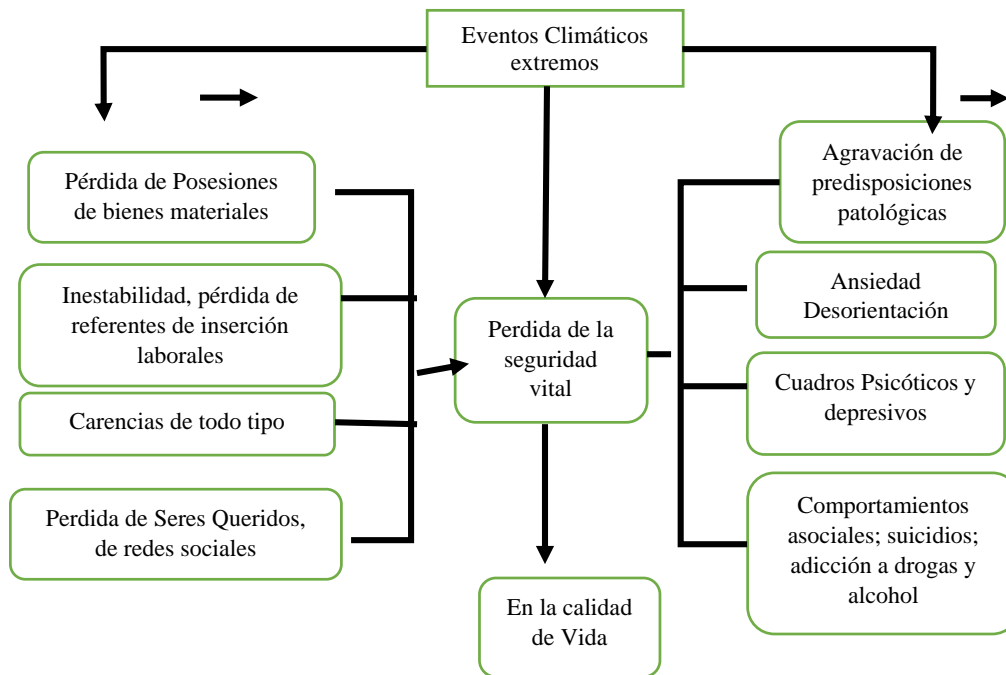 Eventos Climáticos
extremos
Pérdida de Posesiones
de bienes materiales
Inestabilidad, pérdida de
referentes de inserción
laborales
Carencias de todo tipo
Perdida de Seres Queridos,
de redes sociales
Perdida de la
seguridad
vital
En la calidad
de Vida
Agravación de
predisposiciones
patológicas
Ansiedad
Desorientación
Cuadros Psicóticos y
depresivos
Comportamientos
asociales; suicidios;
adicción a drogas y
alcohol